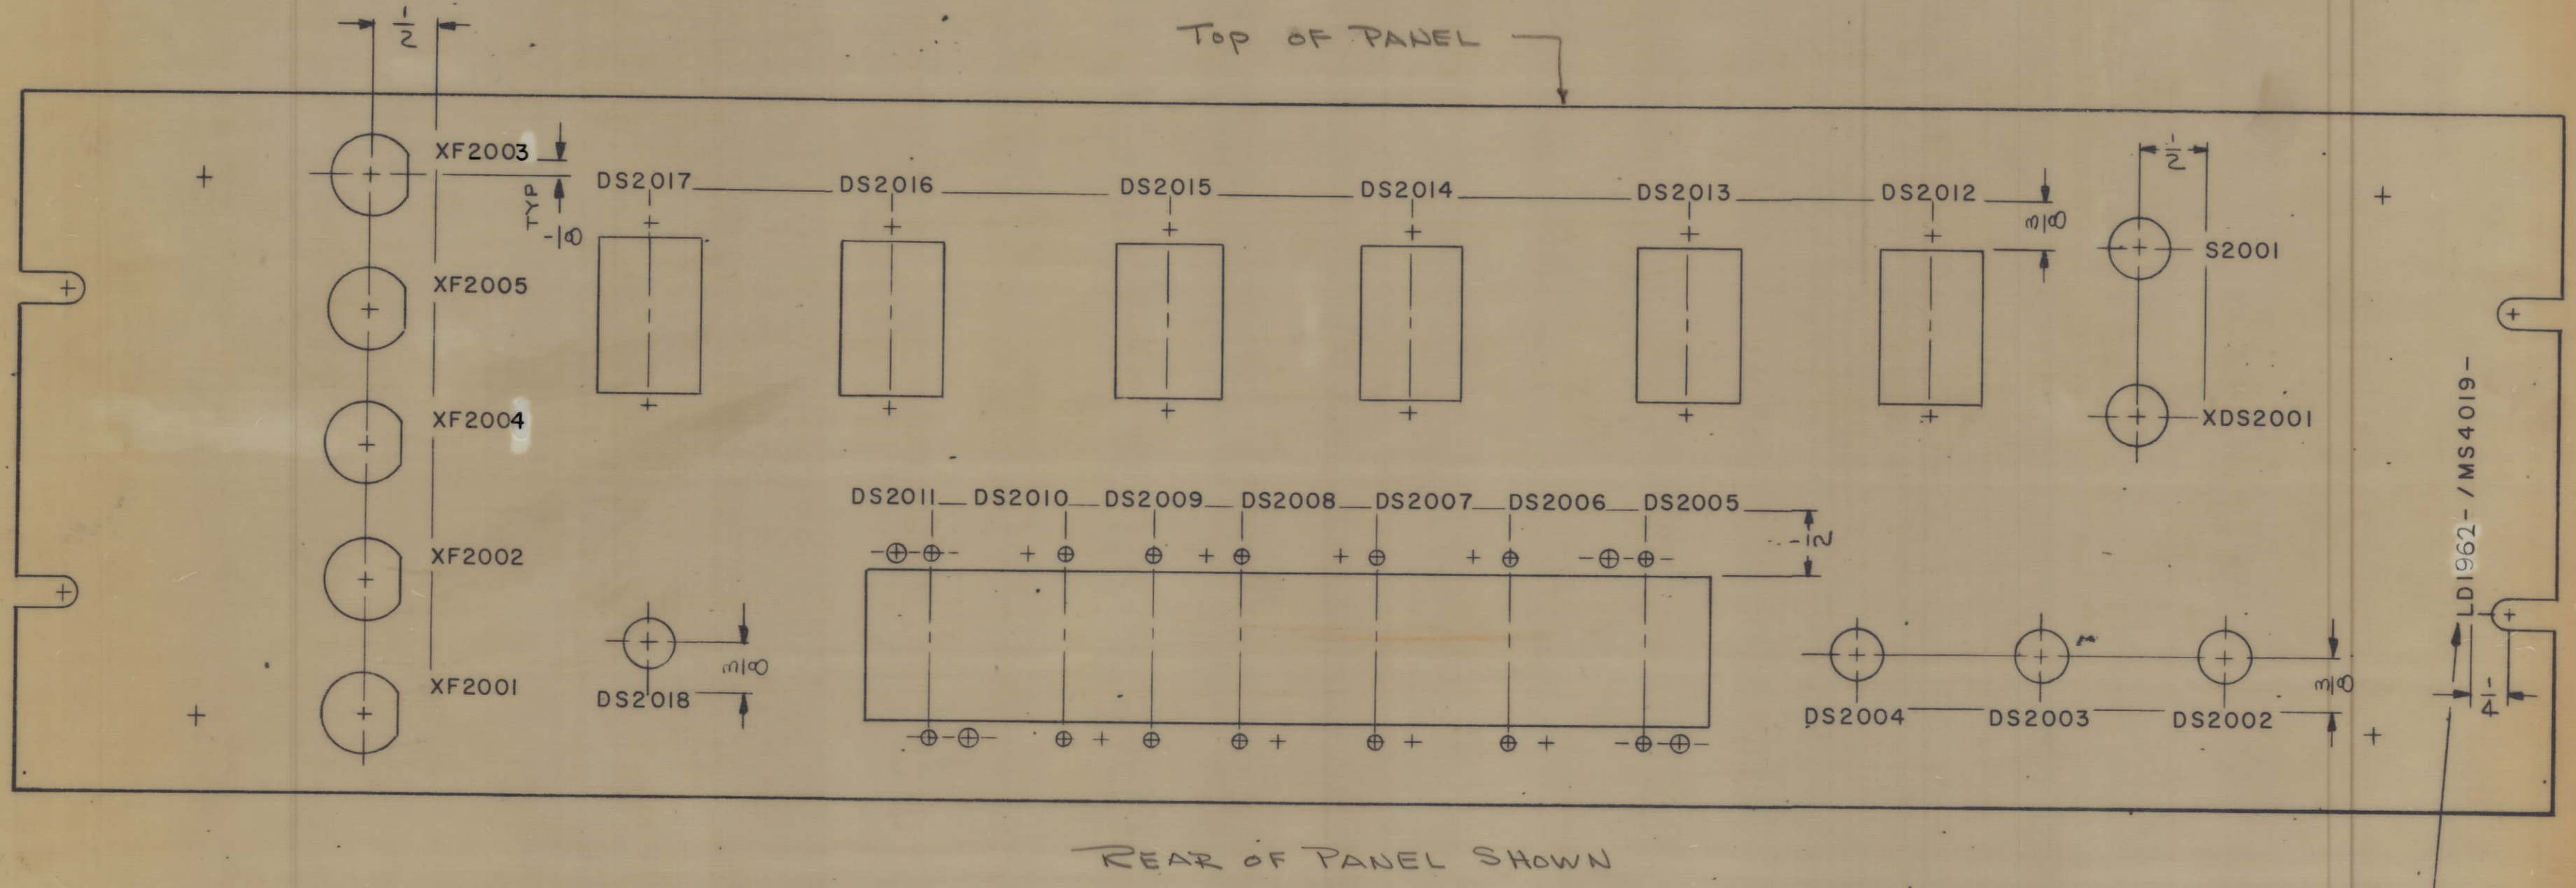 1/2
TOP OF PANEL
XF2003
TYP
1/8
DS2017 DS2016 DS2015 DS2014 DS2013 DS2012
3/8
1/2
S2001
XF2005
XF2004
XDS2001
LD1962- /MS4019-
DS2011 DS2010 DS2009 DS2008 DS2007 DS2006 DS2005
1/2
XF2002
XF2001
3/8
DS2018
DS2004 DS2003 DS2002
3/8
1/4
REAR OF PANEL SHOWN